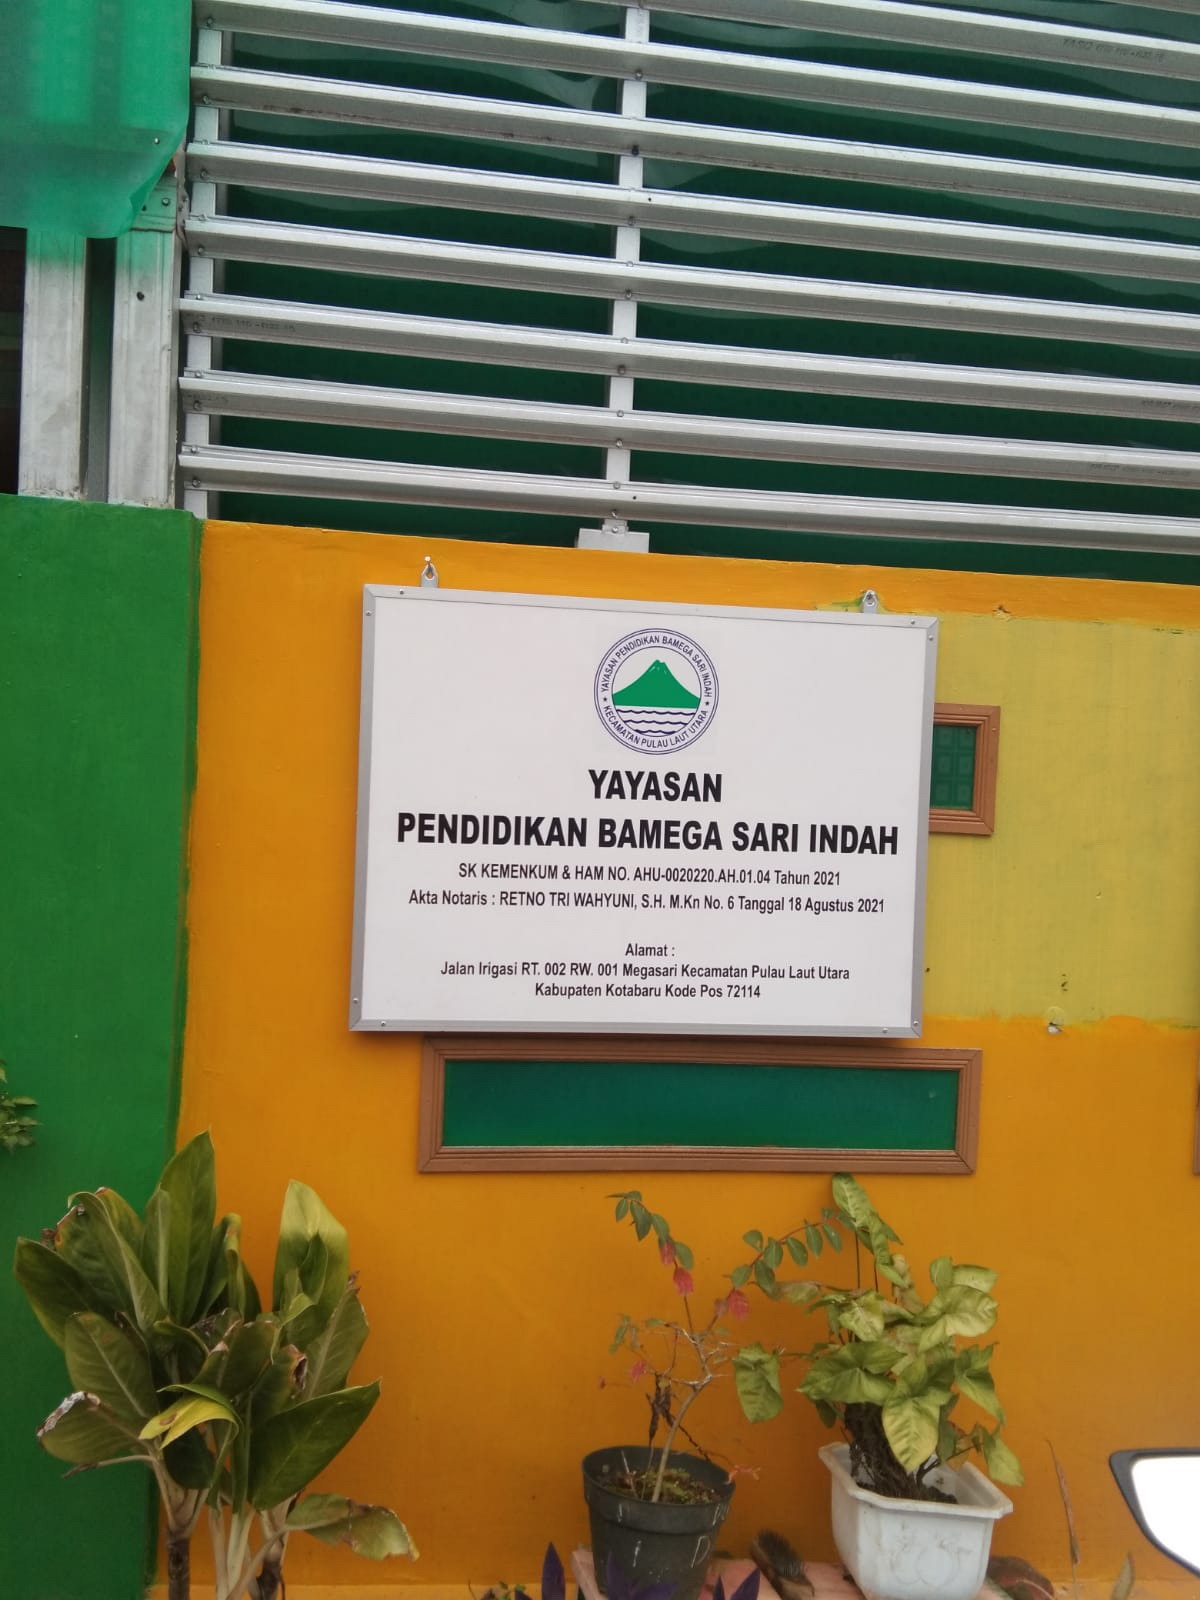 YAYASAN PENDIDIKAN BAMEGA SARI INDAH
★ KECAMATAN PULAU LAUT UTARA ★
YAYASAN
PENDIDIKAN BAMEGA SARI INDAH
SK KEMENKUM & HAM NO. AHU-0020220.AH.01.04 Tahun 2021
Akta Notaris : RETNO TRI WAHYUNI, S.H. M.Kn No. 6 Tanggal 18 Agustus 2021
Alamat :
Jalan Irigasi RT. 002 RW. 001 Megasari Kecamatan Pulau Laut Utara
Kabupaten Kotabaru Kode Pos 72114